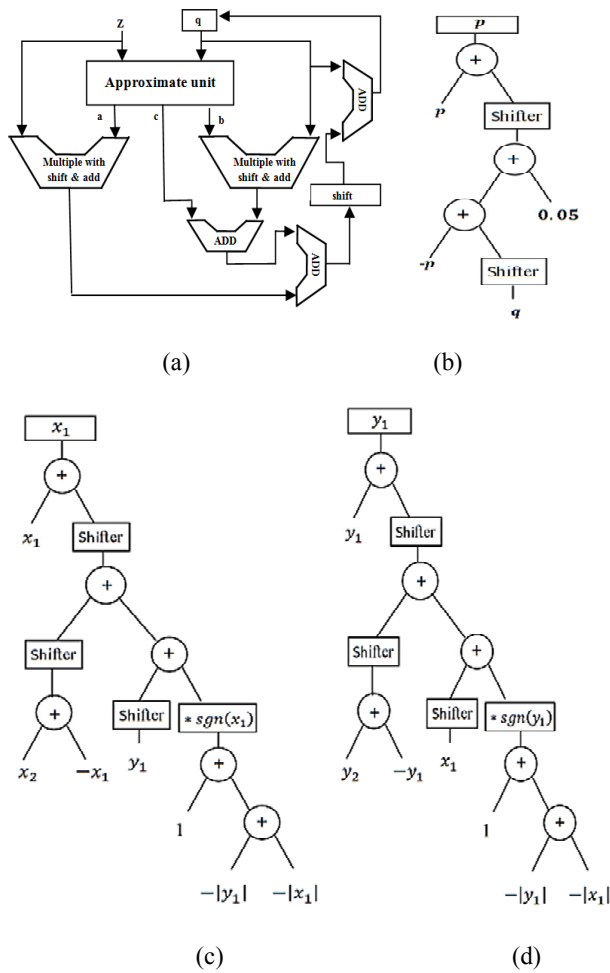 Z
q
Approximate unit
a
c
b
Multiple with
shift & add
Multiple with
shift & add
ADD
shift
ADD
ADD
p
+
p
Shifter
+
+
0.05
-p
Shifter
q
(a)
(b)
x₁
+
x₁
Shifter
+
Shifter
+
+
Shifter
* sgn(x₁)
x₂
−x₁
y₁
+
1
+
−|y₁|
−|x₁|
y₁
+
y₁
Shifter
+
Shifter
+
+
Shifter
* sgn(y₁)
y₂
−y₁
x₁
+
1
+
−|y₁|
−|x₁|
(c)
(d)